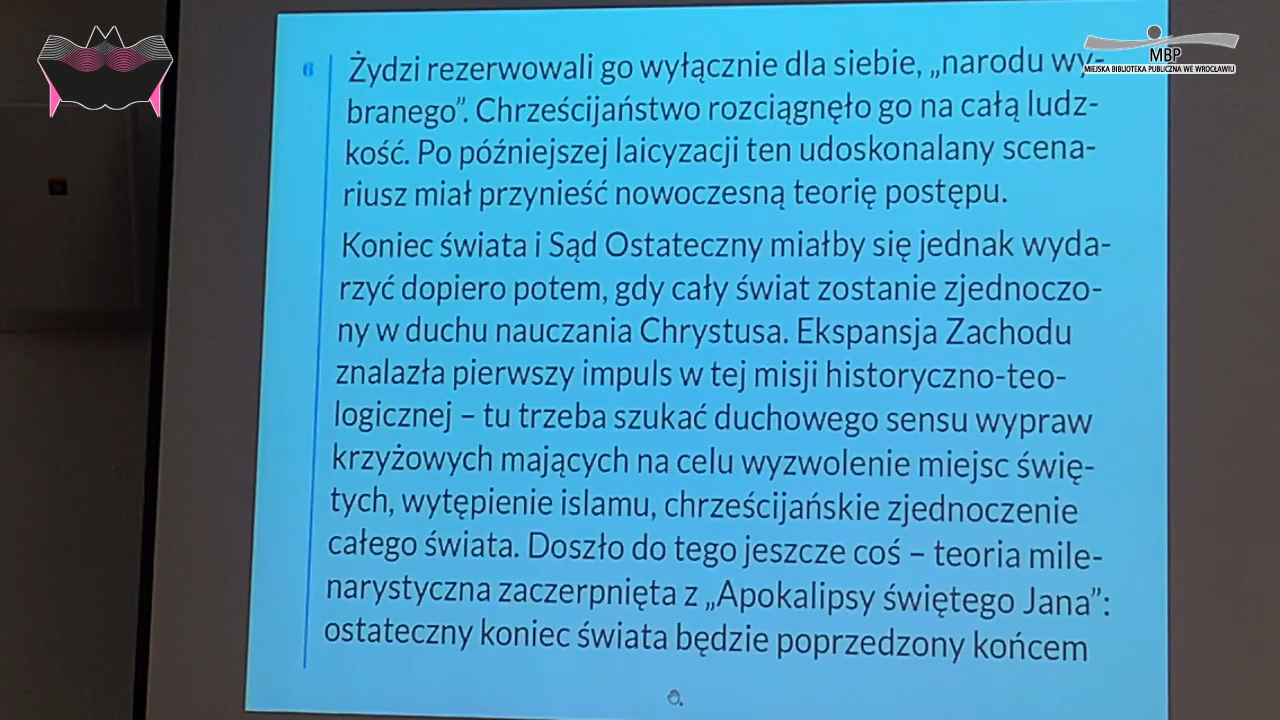 6
Żydzi rezerwowali go wyłącznie dla siebie, „narodu wy-
branego”. Chrześcijaństwo rozciągnęło go na całą ludz-
kość. Po późniejszej laicyzacji ten udoskonalany scena-
riusz miał przynieść nowoczesną teorię postępu.
Koniec świata i Sąd Ostateczny miałby się jednak wyda-
rzyć dopiero potem, gdy cały świat zostanie zjednoczo-
ny w duchu nauczania Chrystusa. Ekspansja Zachodu
znalazła pierwszy impuls w tej misji historyczno-teo-
logicznej – tu trzeba szukać duchowego sensu wypraw
krzyżowych mających na celu wyzwolenie miejsc świę-
tych, wytępienie islamu, chrześcijańskie zjednoczenie
całego świata. Doszło do tego jeszcze coś – teoria mile-
narystyczna zaczerpnięta z „Apokalipsy świętego Jana”:
ostateczny koniec świata będzie poprzedzony końcem
MBP
MIEJSKA BIBLIOTEKA PUBLICZNA WE WROCŁAWIU